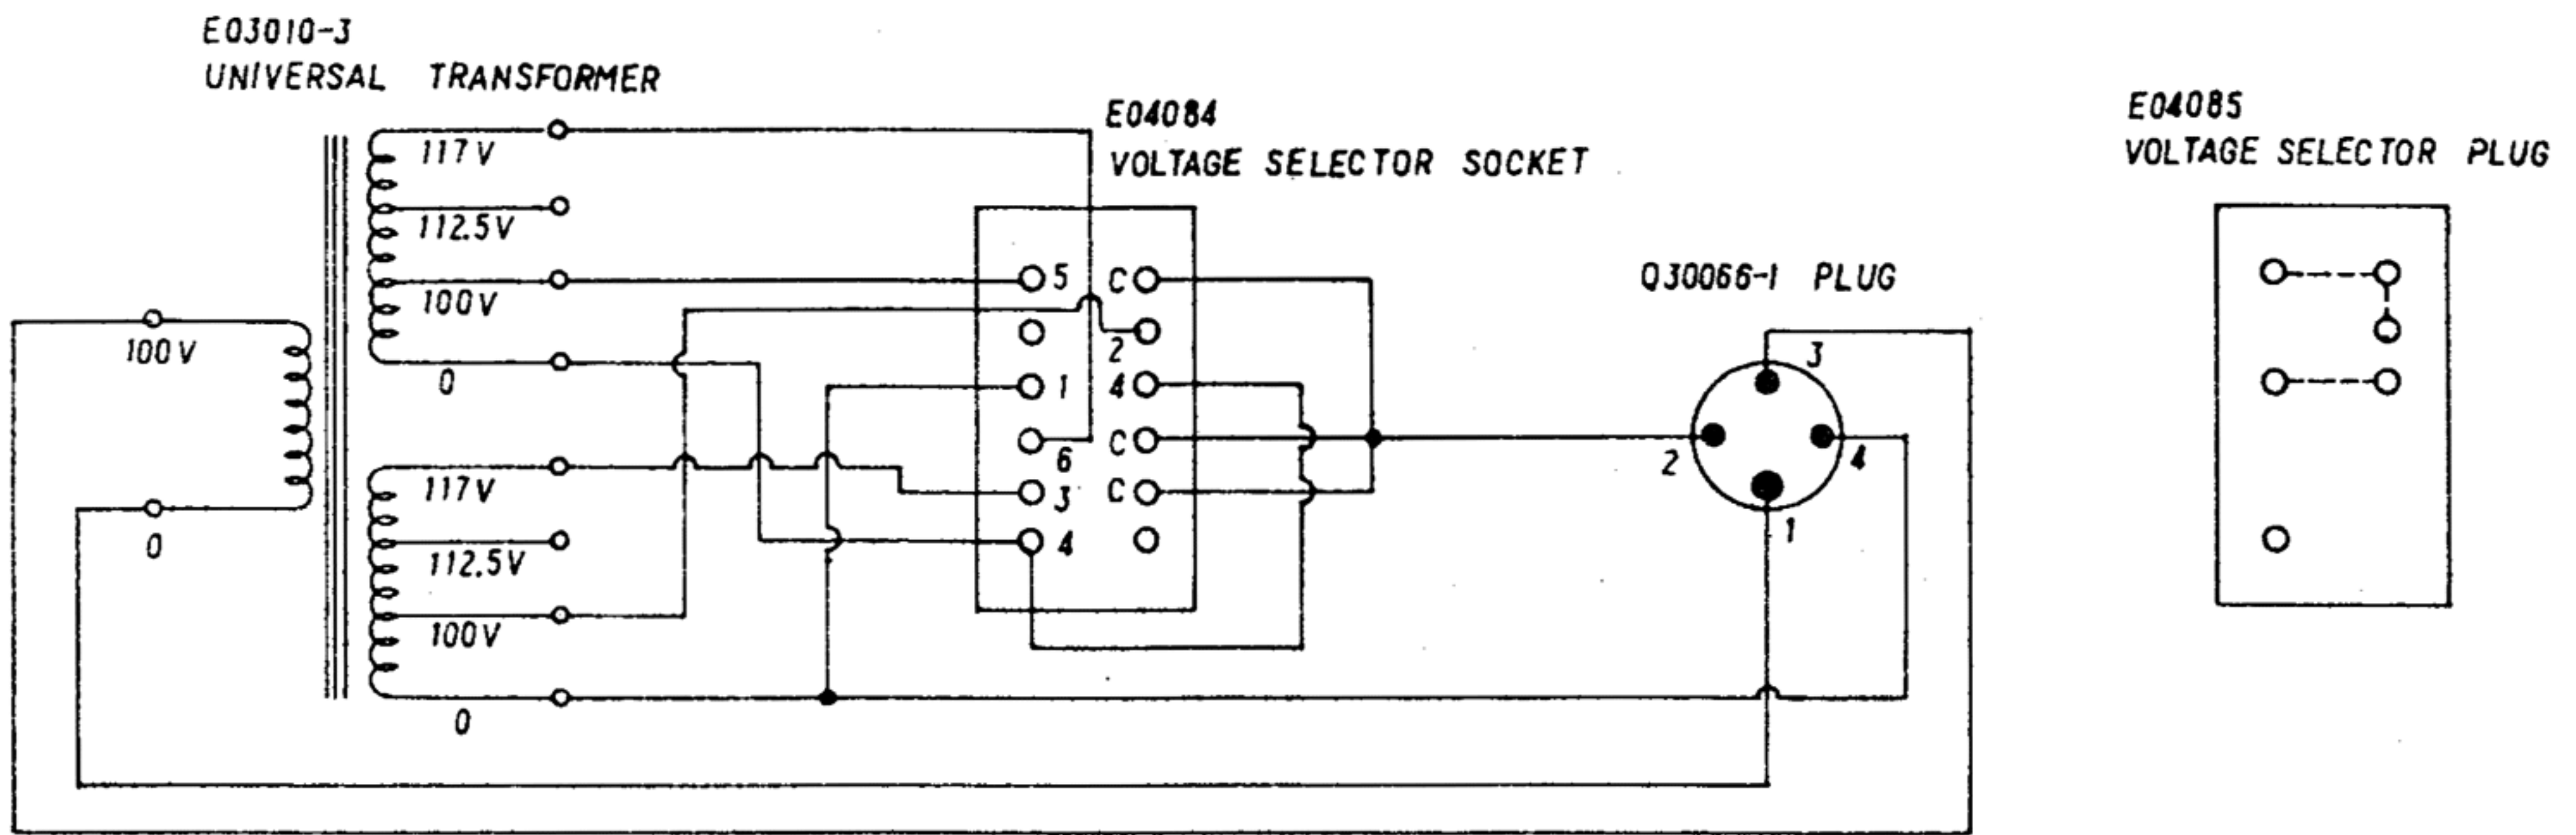 E03010-3
UNIVERSAL TRANSFORMER
117V
112.5V
100V
0
117V
112.5V
100V
0
100V
0
E04084
VOLTAGE SELECTOR SOCKET
5 C
2
1 4
6 C
3 C
4
Q30066-1 PLUG
3
2 4
1
E04085
VOLTAGE SELECTOR PLUG